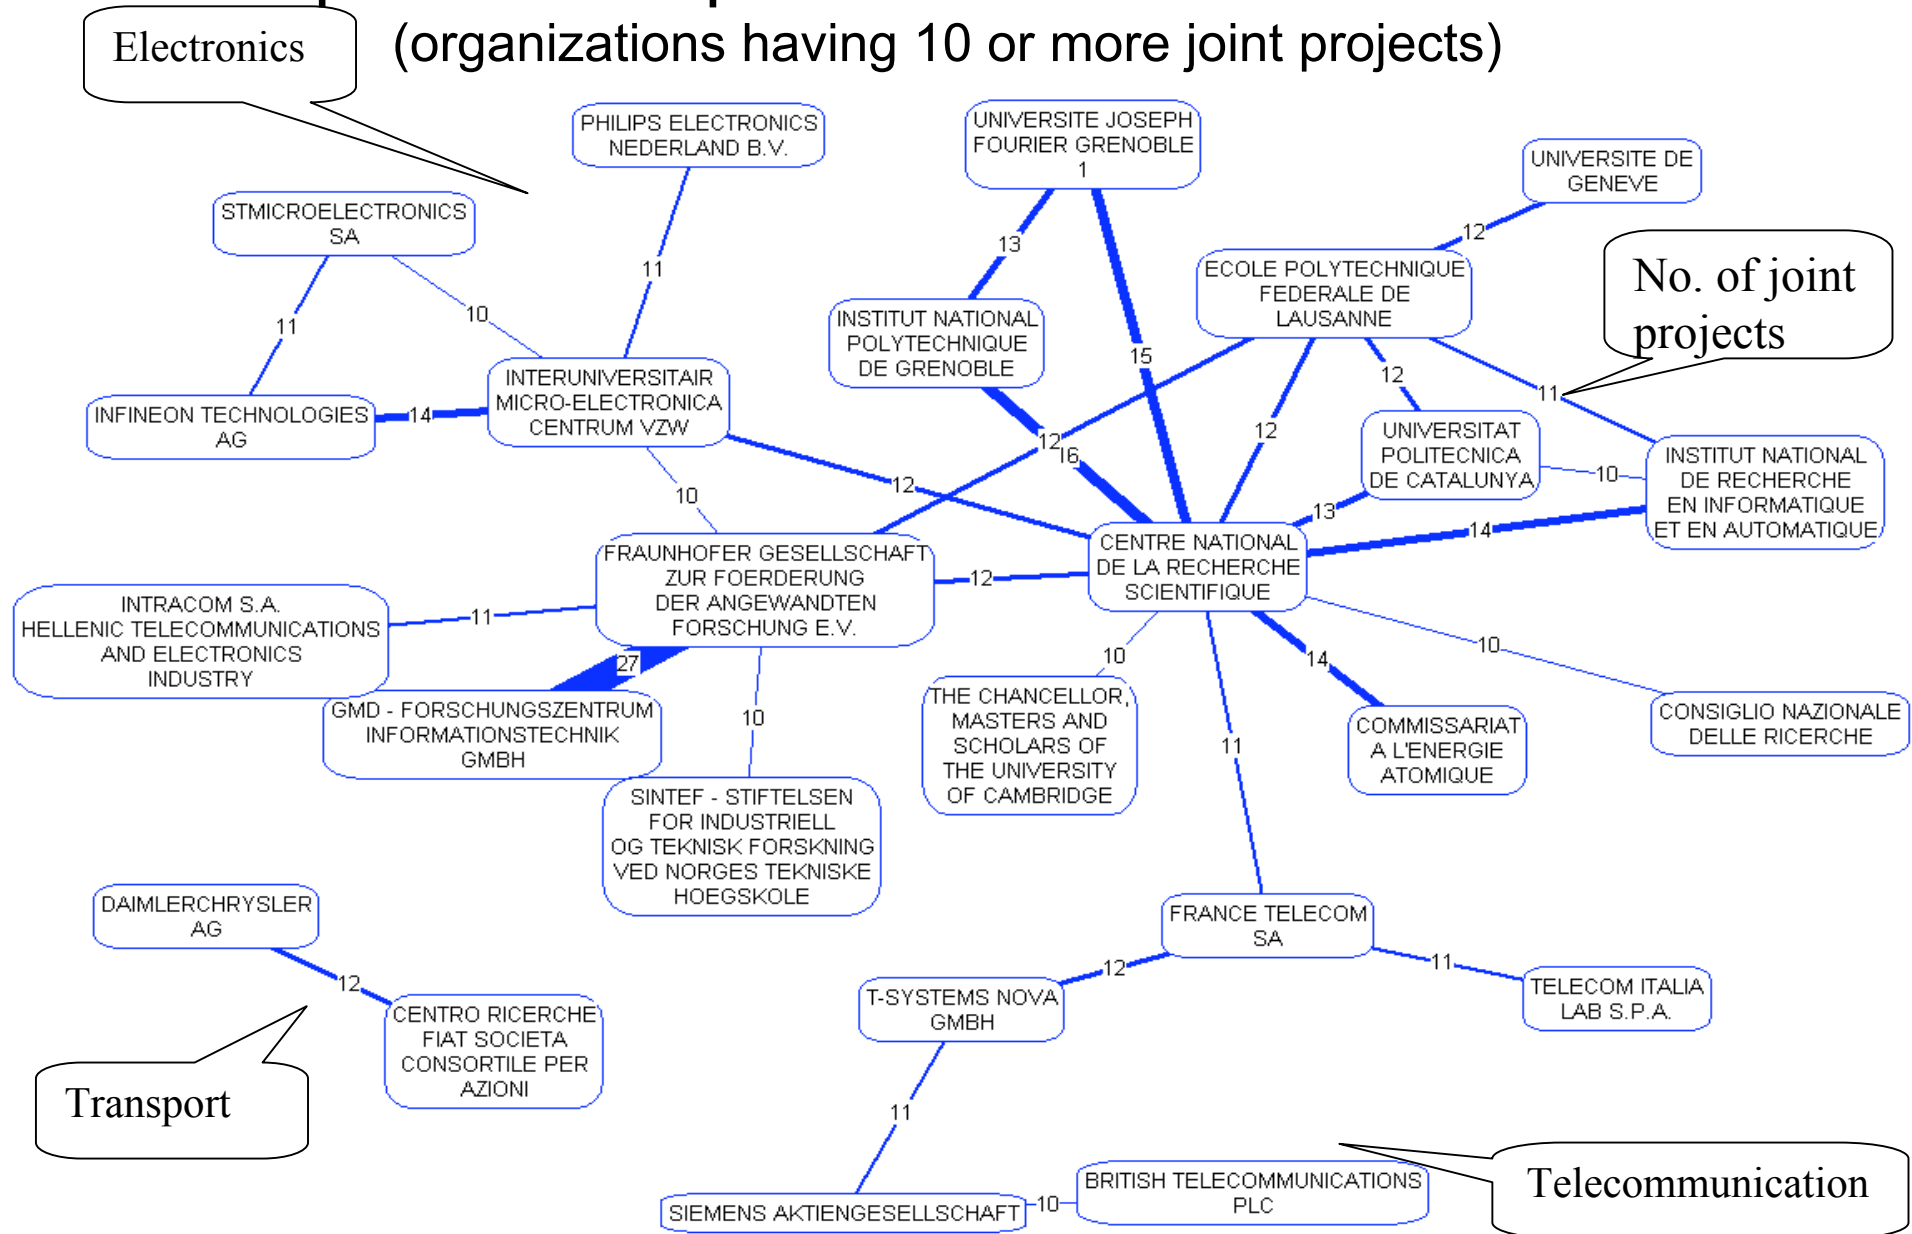 (organizations having 10 or more joint projects)
Electronics
PHILIPS ELECTRONICS
NEDERLAND B.V.
UNIVERSITE JOSEPH
FOURIER GRENOBLE
1
UNIVERSITE DE
GENEVE
STMICROELECTRONICS
SA
13
12
ECOLE POLYTECHNIQUE
FEDERALE DE
LAUSANNE
No. of joint
projects
11
10
11
INSTITUT NATIONAL
POLYTECHNIQUE
DE GRENOBLE
15
12
11
INTERUNIVERSITAIR
MICRO-ELECTRONICA
CENTRUM VZW
INFINEON TECHNOLOGIES
AG
14
12
16
12
UNIVERSITAT
POLITECNICA
DE CATALUNYA
10
INSTITUT NATIONAL
DE RECHERCHE
EN INFORMATIQUE
ET EN AUTOMATIQUE
10
12
13
14
FRAUNHOFER GESELLSCHAFT
ZUR FOERDERUNG
DER ANGEWANDTEN
FORSCHUNG E.V.
12
CENTRE NATIONAL
DE LA RECHERCHE
SCIENTIFIQUE
INTRACOM S.A.
HELLENIC TELECOMMUNICATIONS
AND ELECTRONICS
INDUSTRY
11
27
10
14
10
GMD - FORSCHUNGSZENTRUM
INFORMATIONSTECHNIK
GMBH
10
THE CHANCELLOR,
MASTERS AND
SCHOLARS OF
THE UNIVERSITY
OF CAMBRIDGE
11
COMMISSARIAT
A L'ENERGIE
ATOMIQUE
CONSIGLIO NAZIONALE
DELLE RICERCHE
SINTEF - STIFTELSEN
FOR INDUSTRIELL
OG TEKNISK FORSKNING
VED NORGES TEKNISKE
HOEGSKOLE
DAIMLERCHRYSLER
AG
12
CENTRO RICERCHE
FIAT SOCIETA
CONSORTILE PER
AZIONI
Transport
FRANCE TELECOM
SA
12
11
T-SYSTEMS NOVA
GMBH
TELECOM ITALIA
LAB S.P.A.
11
SIEMENS AKTIENGESELLSCHAFT
10
BRITISH TELECOMMUNICATIONS
PLC
Telecommunication